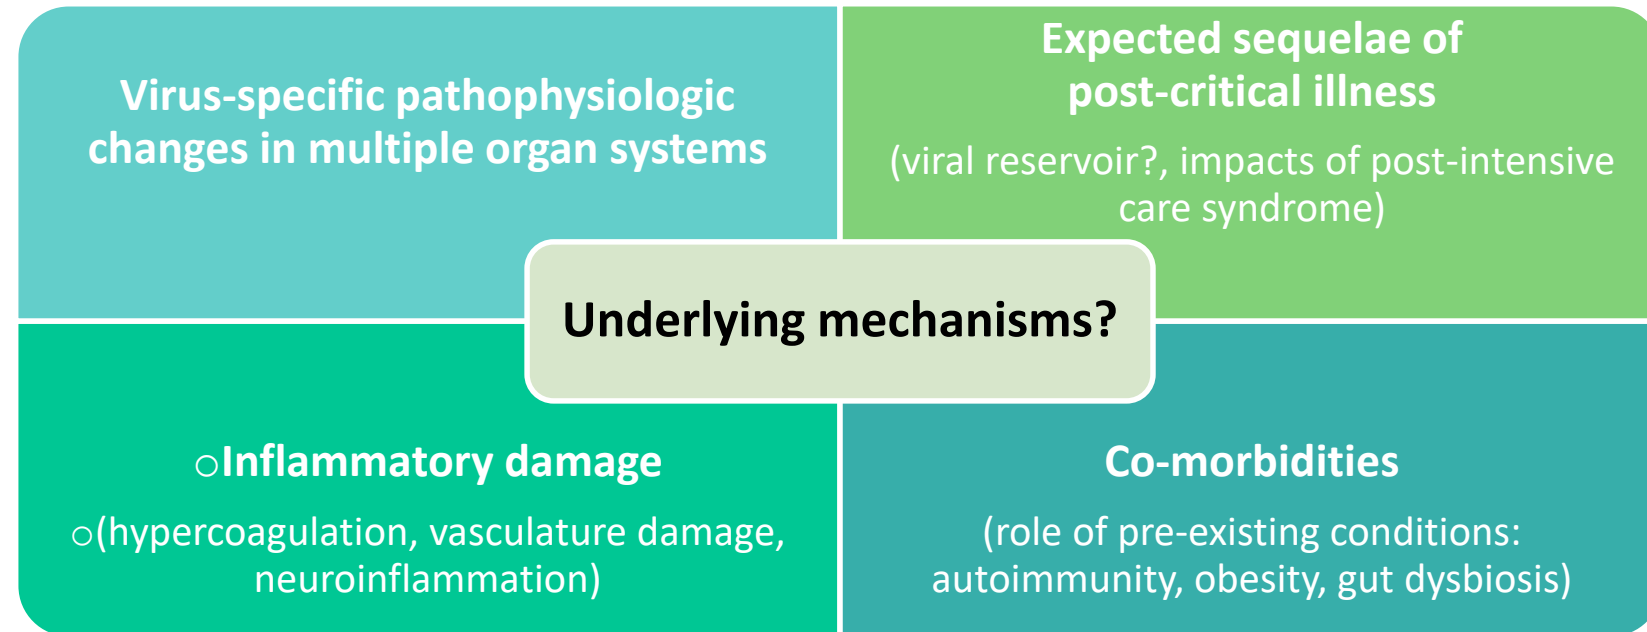 Virus-specific pathophysiologic
changes in multiple organ systems
Expected sequelae of
post-critical illness
(viral reservoir?, impacts of post-intensive
care syndrome)
Underlying mechanisms?
○Inflammatory damage
○(hypercoagulation, vasculature damage,
neuroinflammation)
Co-morbidities
(role of pre-existing conditions:
autoimmunity, obesity, gut dysbiosis)